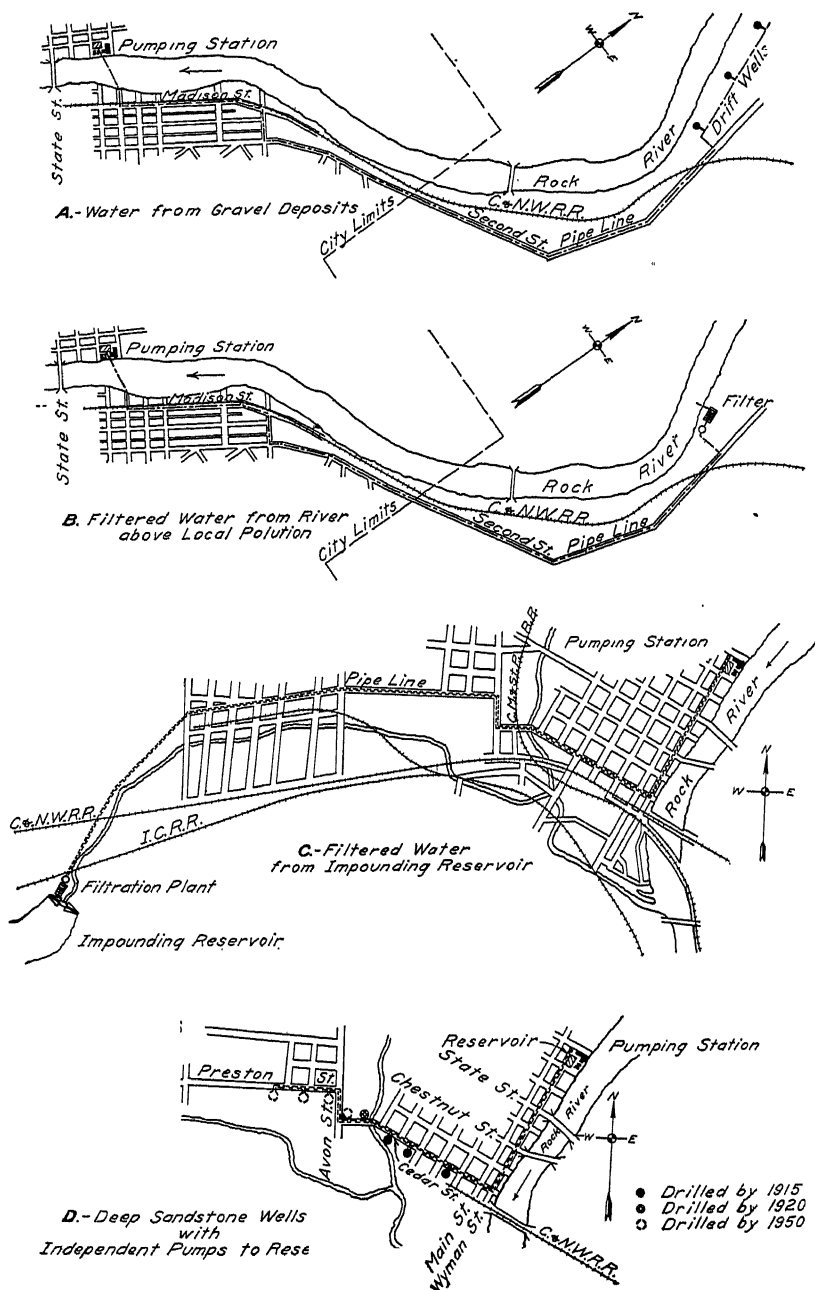 Pumping Station
Madison St.
State St.
A.-Water from Gravel Deposits
City Limits
Second St.
Pipe Line
C.&N.W.R.R.
Rock
River
Drift Wells
W
N
E
Pumping Station
Madison St.
State St.
B. Filtered Water from River
above Local Polution
City Limits
Second St.
Pipe Line
C.&N.W.R.R.
Rock
River
Filter
W
N
E
Pipe Line
C.M.&St.P.R.R.
Pumping Station
River
Rock
N
W
E
C.&N.W.R.R.
I.C.R.R.
C.-Filtered Water
from Impounding Reservoir
Filtration Plant
Impounding Reservoir
Reservoir
State St.
Pumping Station
Preston
St.
Chestnut St.
Avon St.
Cedar St.
Rock River
N
W
E
Main St.
Wyman St.
C.&N.W.R.R.
D.-Deep Sandstone Wells
with
Independent Pumps to Rese
Drilled by 1915
Drilled by 1920
Drilled by 1950